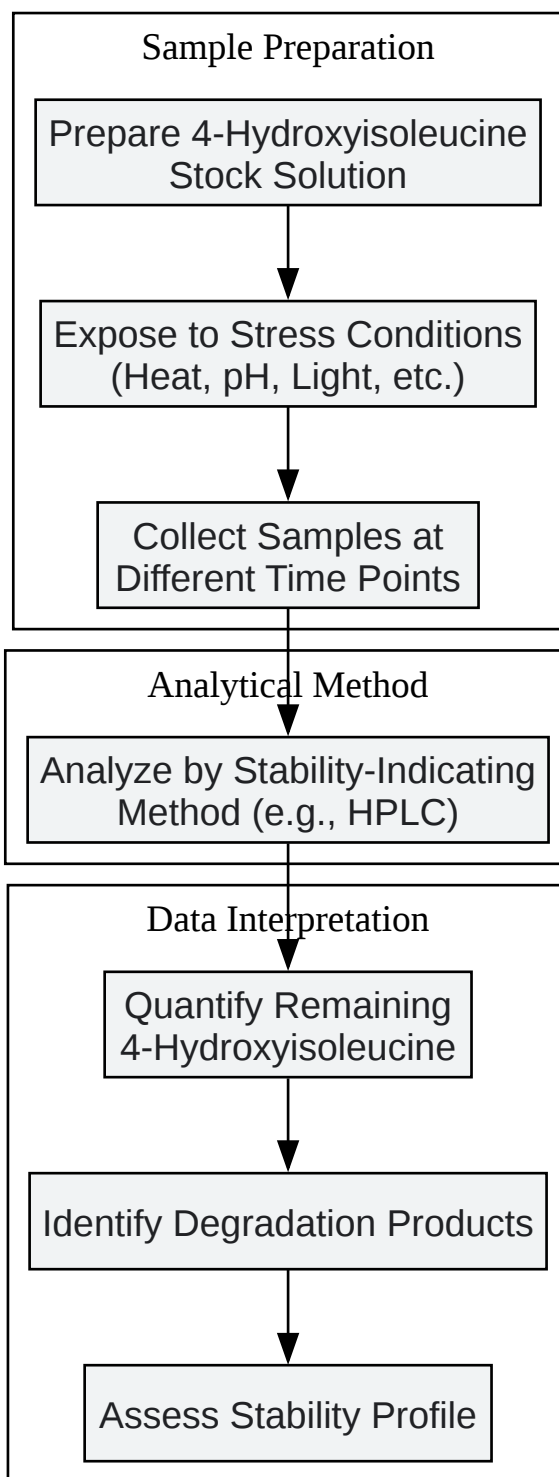 Sample Preparation
Prepare 4-Hydroxyisoleucine
Stock Solution
Expose to Stress Conditions
(Heat, pH, Light, etc.)
Collect Samples at
Different Time Points
Analytical Method
Analyze by Stability-Indicating
Method (e.g., HPLC)
Data Interpretation
Quantify Remaining
4-Hydroxyisoleucine
Identify Degradation Products
Assess Stability Profile